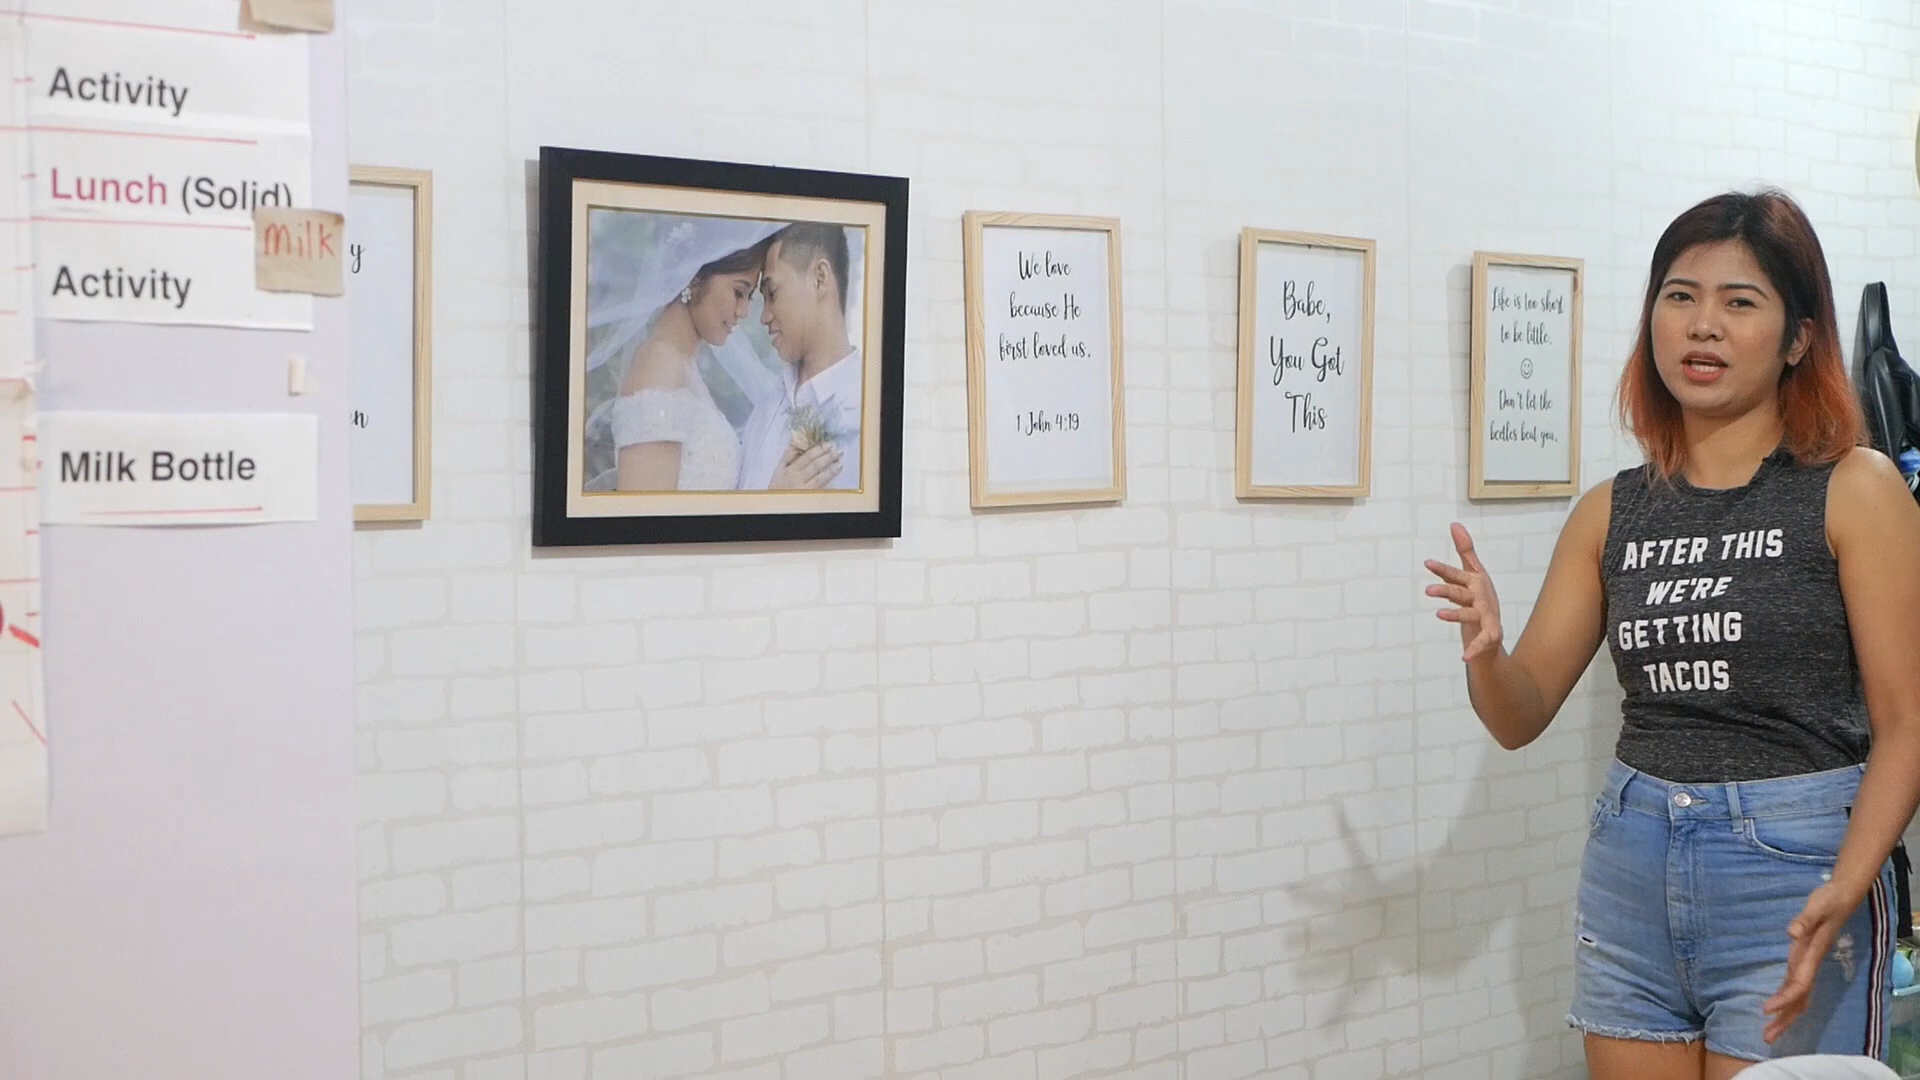 Activity
Lunch (Solid)
Milk
Activity
Milk Bottle
y
n
We love
because He
first loved us.
1 John 4:19
Babe,
You Got
This
Life is too short
to be little.
Don't let the
beetles beat you.
AFTER THIS
WE'RE
GETTING
TACOS